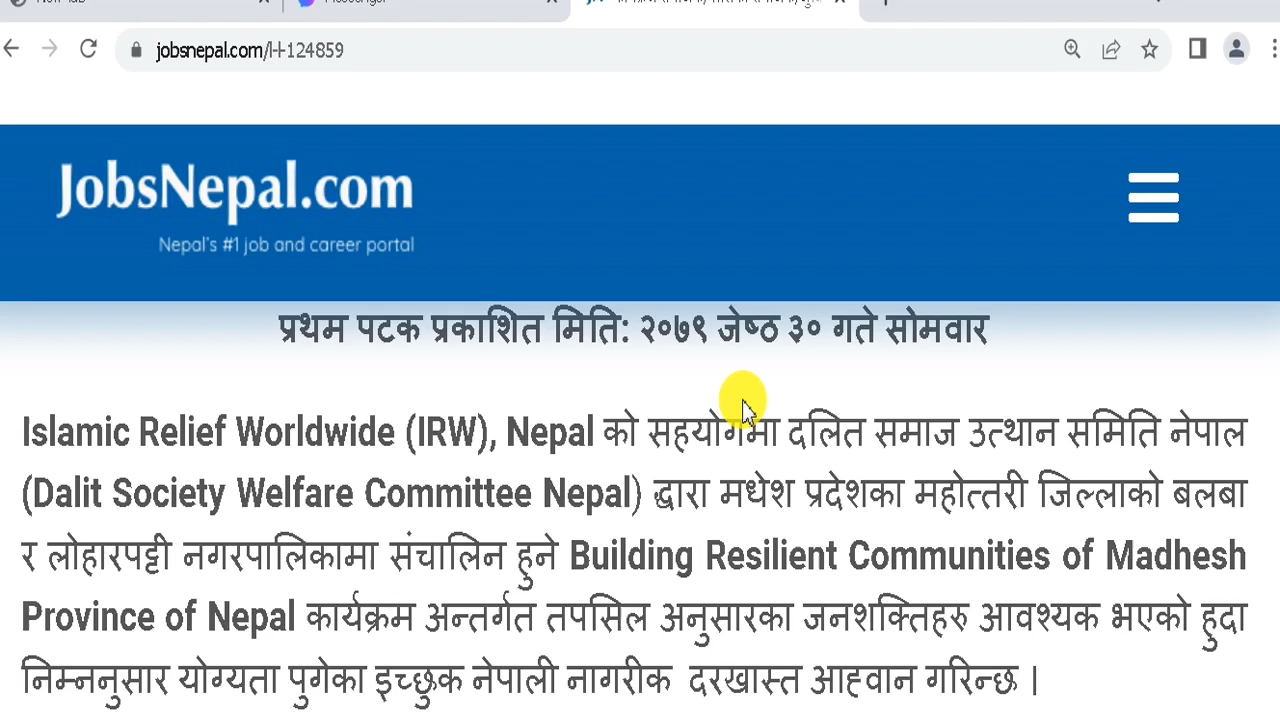 jobsnepal.com/l-l-124859
JobsNepal.com
Nepal's #1 job and career portal
प्रथम पटक प्रकाशित मिति: २०७९ जेष्ठ ३० गते सोमवार
Islamic Relief Worldwide (IRW), Nepal को सहयोगमा दलित समाज उत्थान समिति नेपाल
(Dalit Society Welfare Committee Nepal) द्धारा मधेश प्रदेशका महोत्तरी जिल्लाको बलबा
र लोहारपट्टी नगरपालिकामा संचालिन हुने Building Resilient Communities of Madhesh
Province of Nepal कार्यक्रम अन्तर्गत तपसिल अनुसारका जनशक्तिहरु आवश्यक भएको हुदा
निम्ननुसार योग्यता पुगेका इच्छुक नेपाली नागरीक दरखास्त आह्वान गरिन्छ ।